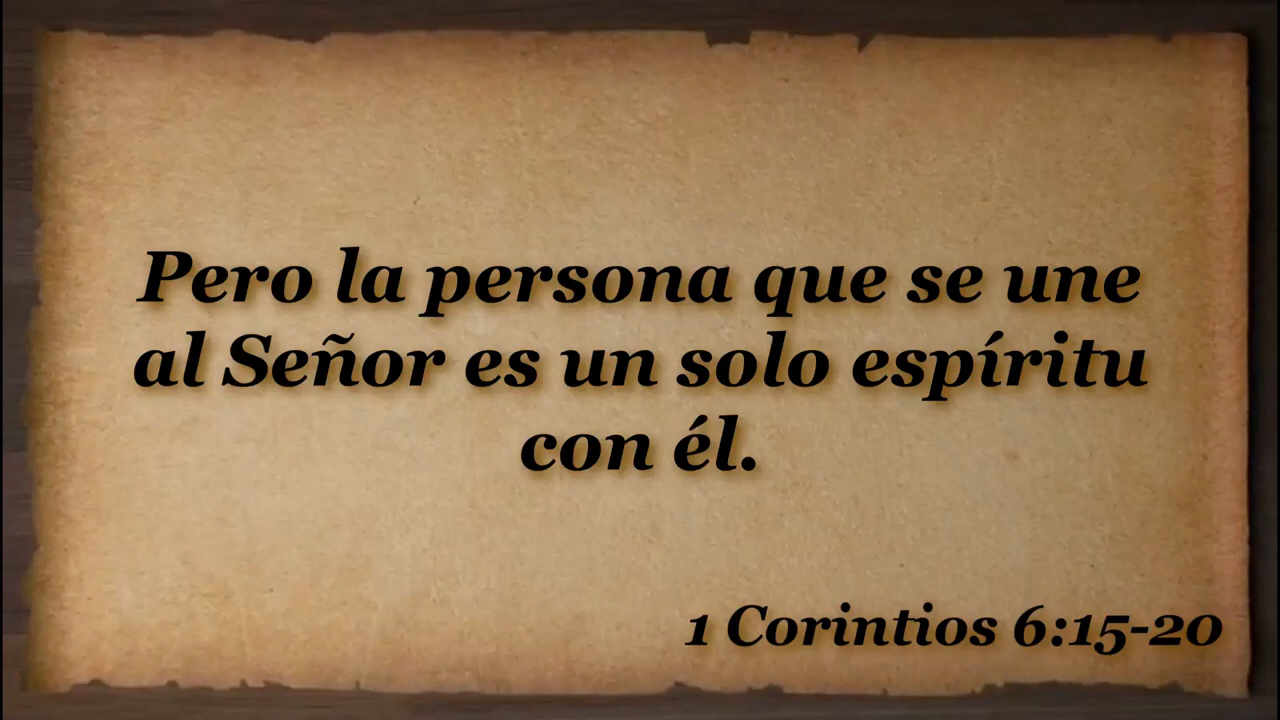 Pero la persona que se une
al Señor es un solo espíritu
con él.
1 Corintios 6:15-20